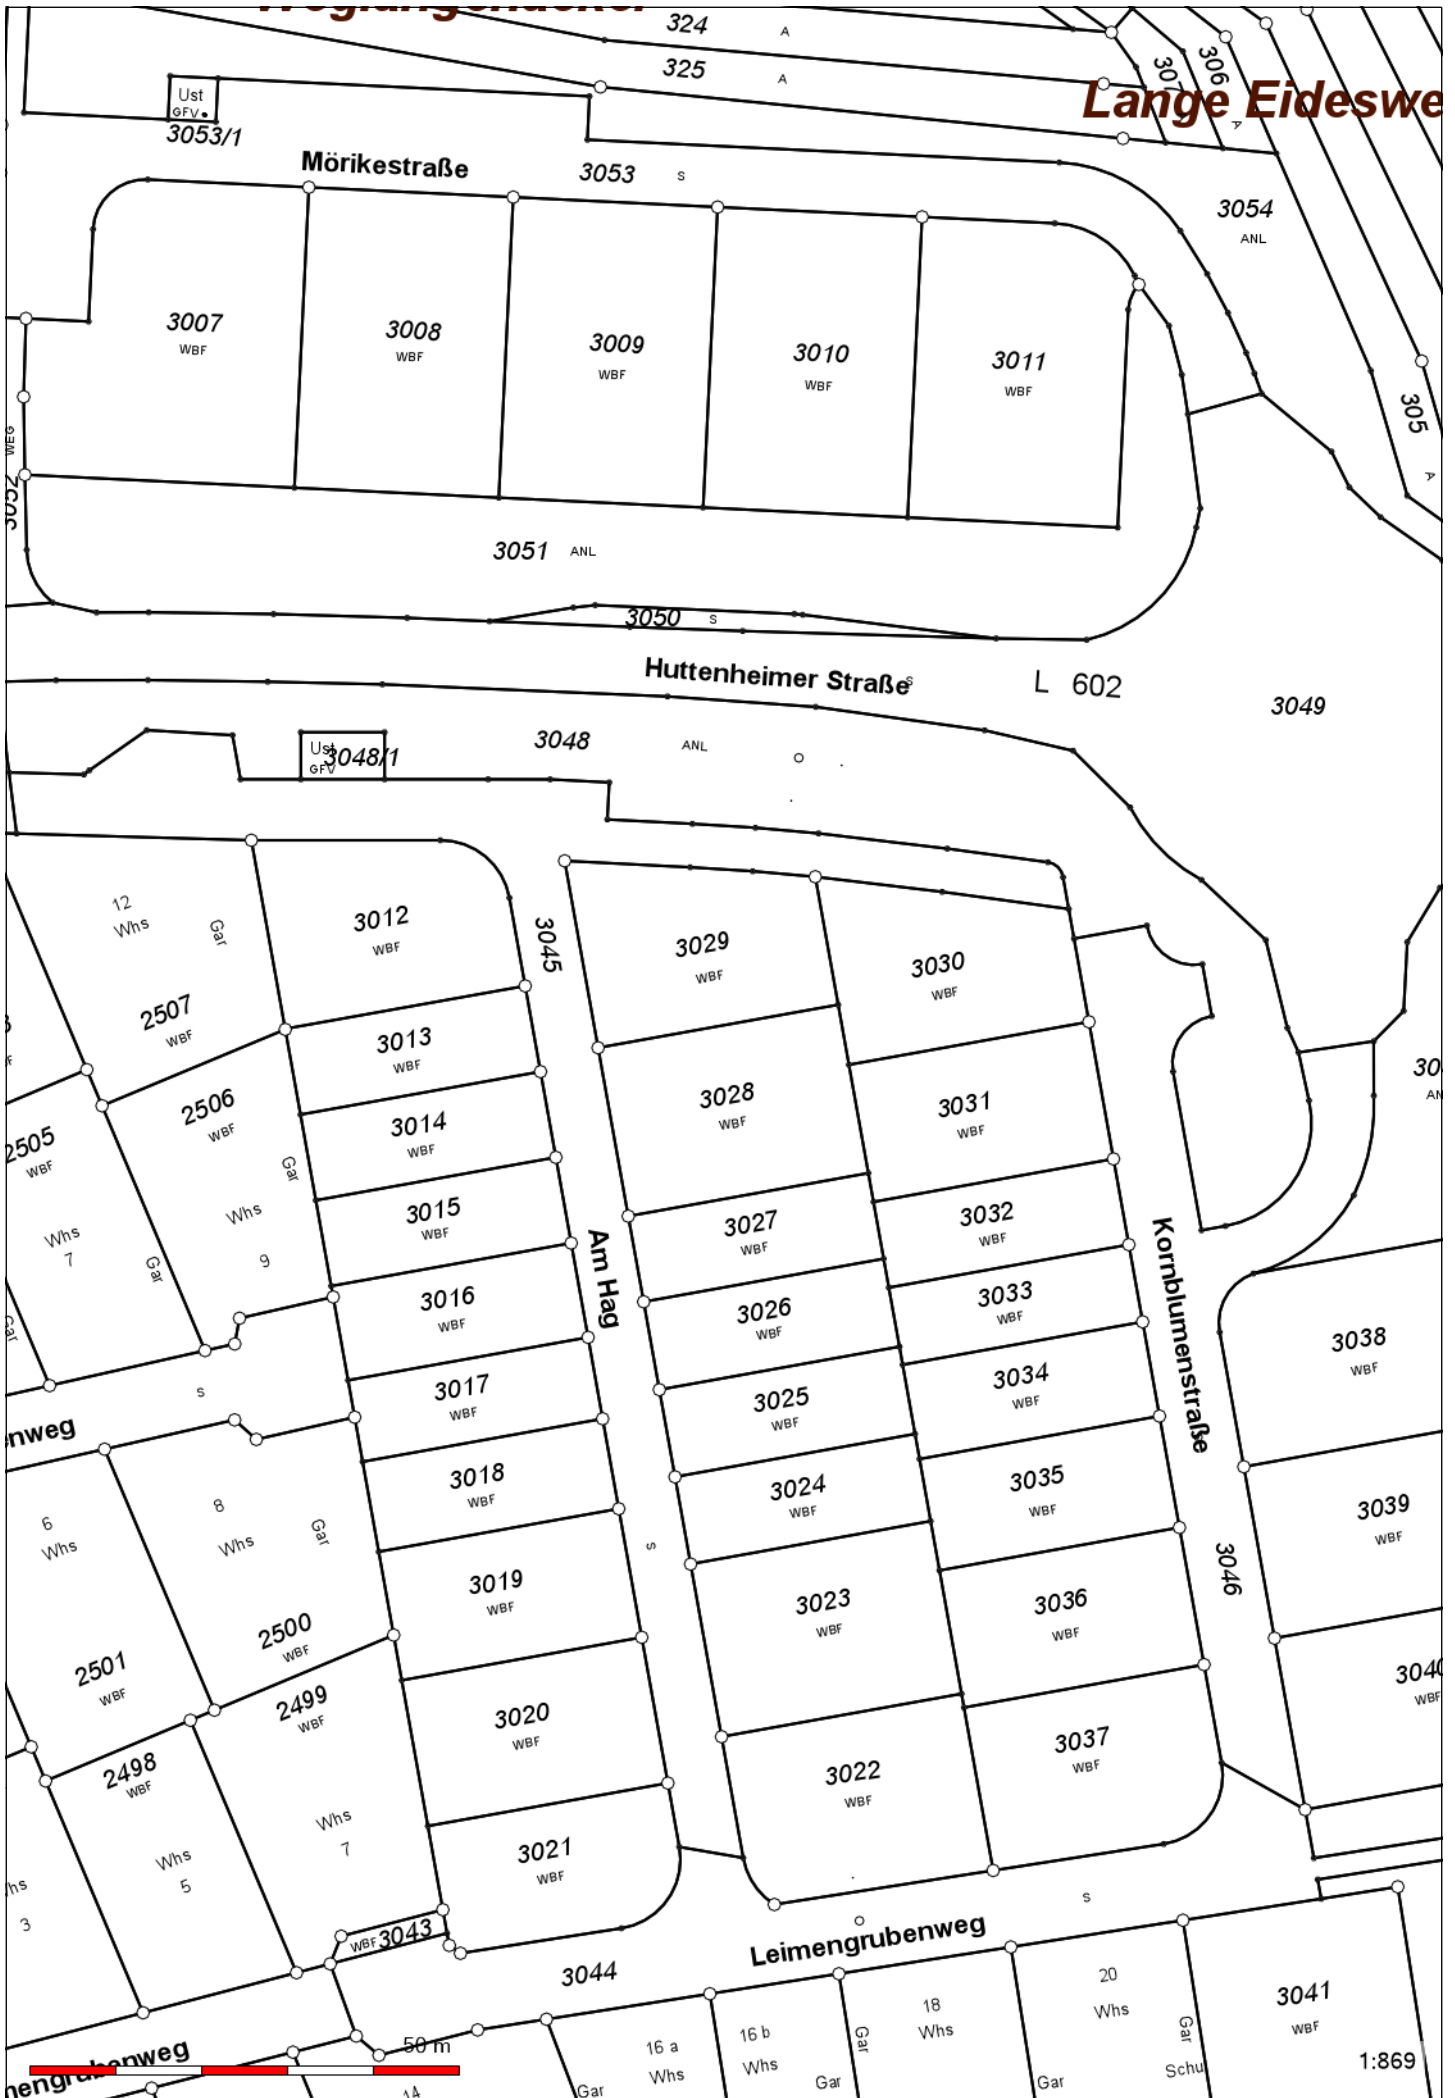 324
A
325
A
307
306
A
Lange Eideswe
Ust
GFV
3053/1
Mörikestraße
3053
S
3054
ANL
3007
WBF
3008
WBF
3009
WBF
3010
WBF
3011
WBF
305
A
WEG
3052
3051
ANL
3050
S
Huttenheimer Straße
S
L 602
3049
Ust
GFV
3048/1
3048
ANL
12
Whs
Gar
2507
WBF
3012
WBF
3045
3029
WBF
3030
WBF
3013
WBF
2506
WBF
3014
WBF
3028
WBF
3031
WBF
2505
WBF
Gar
Whs
7
Gar
Whs
9
3015
WBF
Am Hag
3027
WBF
3032
WBF
Kornblumenstraße
3016
WBF
3026
WBF
3033
WBF
3038
WBF
Gar
S
3017
WBF
3025
WBF
3034
WBF
enweg
3018
WBF
3024
WBF
3035
WBF
3039
WBF
6
Whs
8
Whs
Gar
S
3046
3019
WBF
3023
WBF
3036
WBF
2501
WBF
2500
WBF
3040
WBF
2499
WBF
3020
WBF
3037
WBF
2498
WBF
3022
WBF
Whs
7
Whs
5
3021
WBF
3
WBF
3043
S
Leimengrubenweg
3044
20
Whs
Gar
Schu
3041
WBF
18
Whs
Gar
16 a
Whs
16 b
Whs
Gar
Gar
Gar
50 m
14
1:869